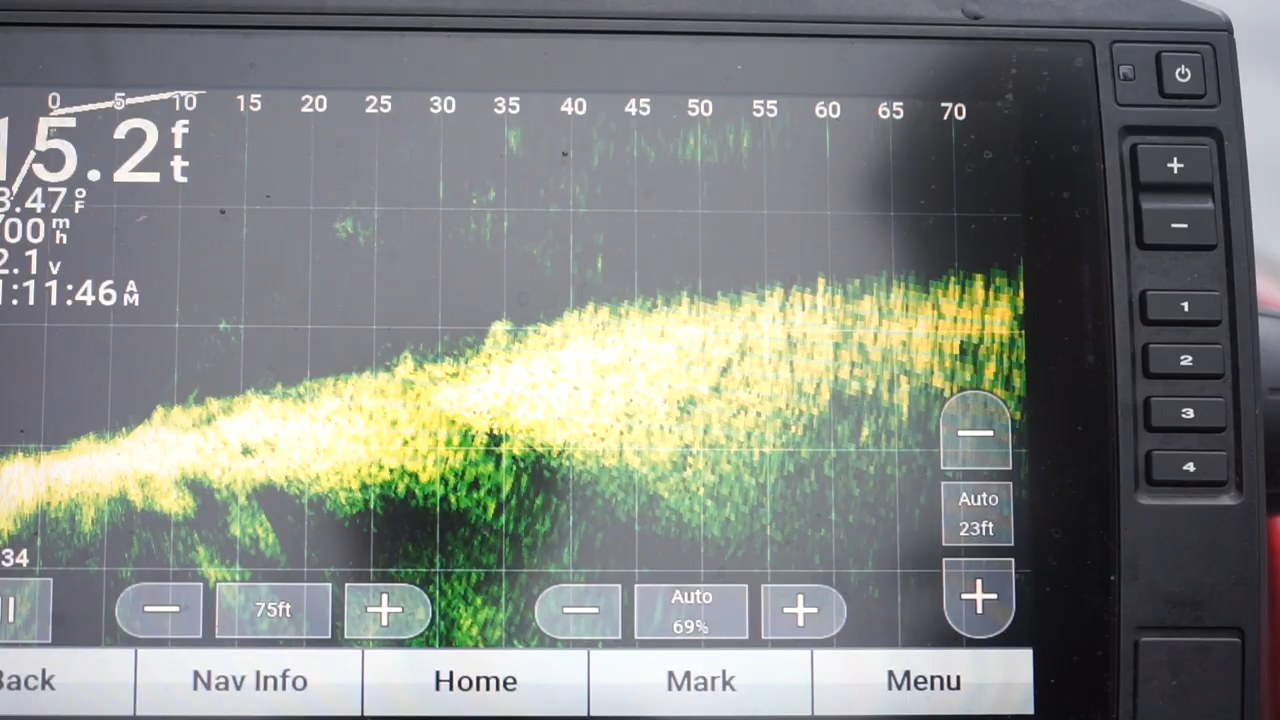 0 5 10 15 20 25 30 35 40 45 50 55 60 65 70
15.2 ft
3.47 °F
00 mh
2.1 v
:11:46 AM
+
−
1
2
3
4
Auto
23ft
34
75ft
Auto
69%
Back Nav Info Home Mark Menu